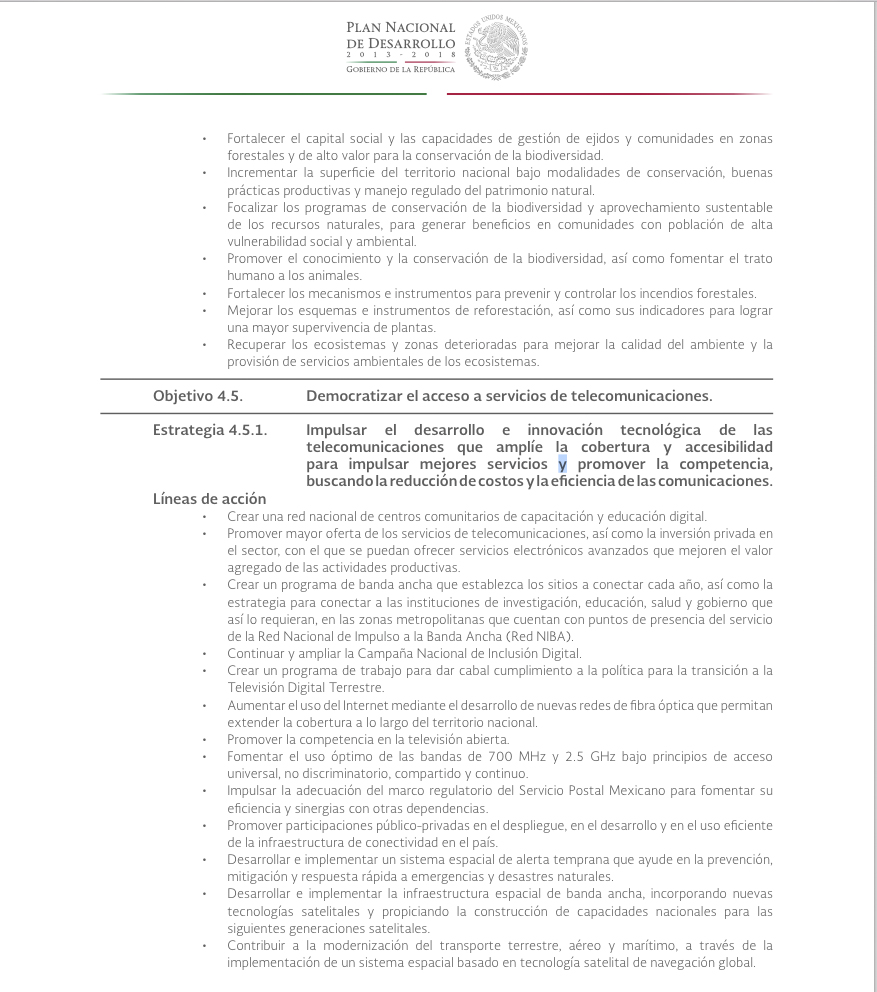 PLAN NACIONAL
DE DESARROLLO
2013-2018
GOBIERNO DE LA REPÚBLICA
ESTADOS UNIDOS MEXICANOS
• Fortalecer el capital social y las capacidades de gestión de ejidos y comunidades en zonas
forestales y de alto valor para la conservación de la biodiversidad.
• Incrementar la superficie del territorio nacional bajo modalidades de conservación, buenas
prácticas productivas y manejo regulado del patrimonio natural.
• Focalizar los programas de conservación de la biodiversidad y aprovechamiento sustentable
de los recursos naturales, para generar beneficios en comunidades con población de alta
vulnerabilidad social y ambiental.
• Promover el conocimiento y la conservación de la biodiversidad, así como fomentar el trato
humano a los animales.
• Fortalecer los mecanismos e instrumentos para prevenir y controlar los incendios forestales.
• Mejorar los esquemas e instrumentos de reforestación, así como sus indicadores para lograr
una mayor supervivencia de plantas.
• Recuperar los ecosistemas y zonas deterioradas para mejorar la calidad del ambiente y la
provisión de servicios ambientales de los ecosistemas.
Objetivo 4.5. Democratizar el acceso a servicios de telecomunicaciones.
Estrategia 4.5.1. Impulsar el desarrollo e innovación tecnológica de las
telecomunicaciones que amplíe la cobertura y accesibilidad
para impulsar mejores servicios y promover la competencia,
buscando la reducción de costos y la eficiencia de las comunicaciones.
Líneas de acción
• Crear una red nacional de centros comunitarios de capacitación y educación digital.
• Promover mayor oferta de los servicios de telecomunicaciones, así como la inversión privada en
el sector, con el que se puedan ofrecer servicios electrónicos avanzados que mejoren el valor
agregado de las actividades productivas.
• Crear un programa de banda ancha que establezca los sitios a conectar cada año, así como la
estrategia para conectar a las instituciones de investigación, educación, salud y gobierno que
así lo requieran, en las zonas metropolitanas que cuentan con puntos de presencia del servicio
de la Red Nacional de Impulso a la Banda Ancha (Red NIBA).
• Continuar y ampliar la Campaña Nacional de Inclusión Digital.
• Crear un programa de trabajo para dar cabal cumplimiento a la política para la transición a la
Televisión Digital Terrestre.
• Aumentar el uso del Internet mediante el desarrollo de nuevas redes de fibra óptica que permitan
extender la cobertura a lo largo del territorio nacional.
• Promover la competencia en la televisión abierta.
• Fomentar el uso óptimo de las bandas de 700 MHz y 2.5 GHz bajo principios de acceso
universal, no discriminatorio, compartido y continuo.
• Impulsar la adecuación del marco regulatorio del Servicio Postal Mexicano para fomentar su
eficiencia y sinergias con otras dependencias.
• Promover participaciones público-privadas en el despliegue, en el desarrollo y en el uso eficiente
de la infraestructura de conectividad en el país.
• Desarrollar e implementar un sistema espacial de alerta temprana que ayude en la prevención,
mitigación y respuesta rápida a emergencias y desastres naturales.
• Desarrollar e implementar la infraestructura espacial de banda ancha, incorporando nuevas
tecnologías satelitales y propiciando la construcción de capacidades nacionales para las
siguientes generaciones satelitales.
• Contribuir a la modernización del transporte terrestre, aéreo y marítimo, a través de la
implementación de un sistema espacial basado en tecnología satelital de navegación global.